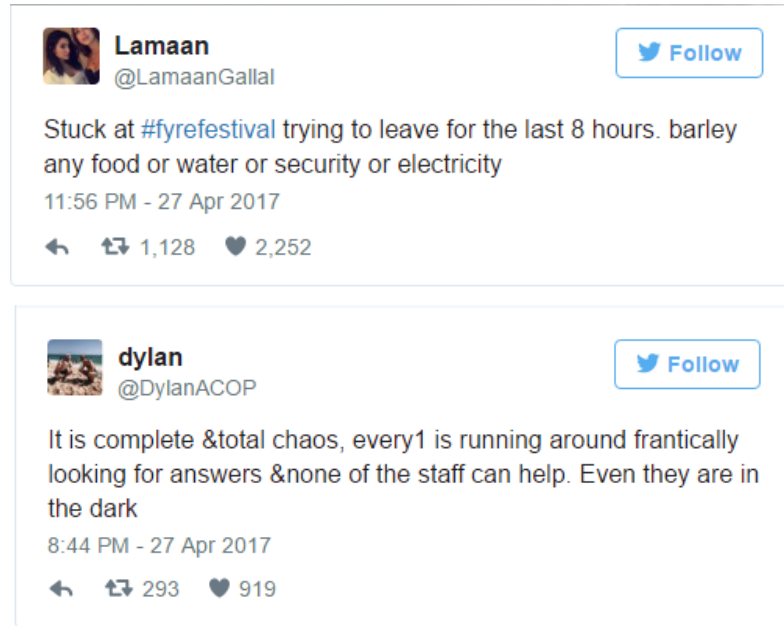 Lamaan
Follow
@LamaanGallal
Stuck at #fyrefestival trying to leave for the last 8 hours. barley
any food or water or security or electricity
11:56 PM - 27 Apr 2017
1,128 2,252
dylan
Follow
@DylanACOP
It is complete &total chaos, every1 is running around frantically
looking for answers &none of the staff can help. Even they are in
the dark
8:44 PM - 27 Apr 2017
293 919